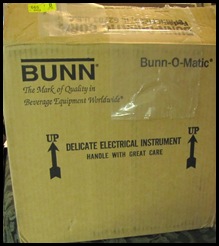 BUNN®
Bunn-O-Matic®
The Mark of Quality in
Beverage Equipment Worldwide®
UP
UP
DELICATE ELECTRICAL INSTRUMENT
HANDLE WITH GREAT CARE